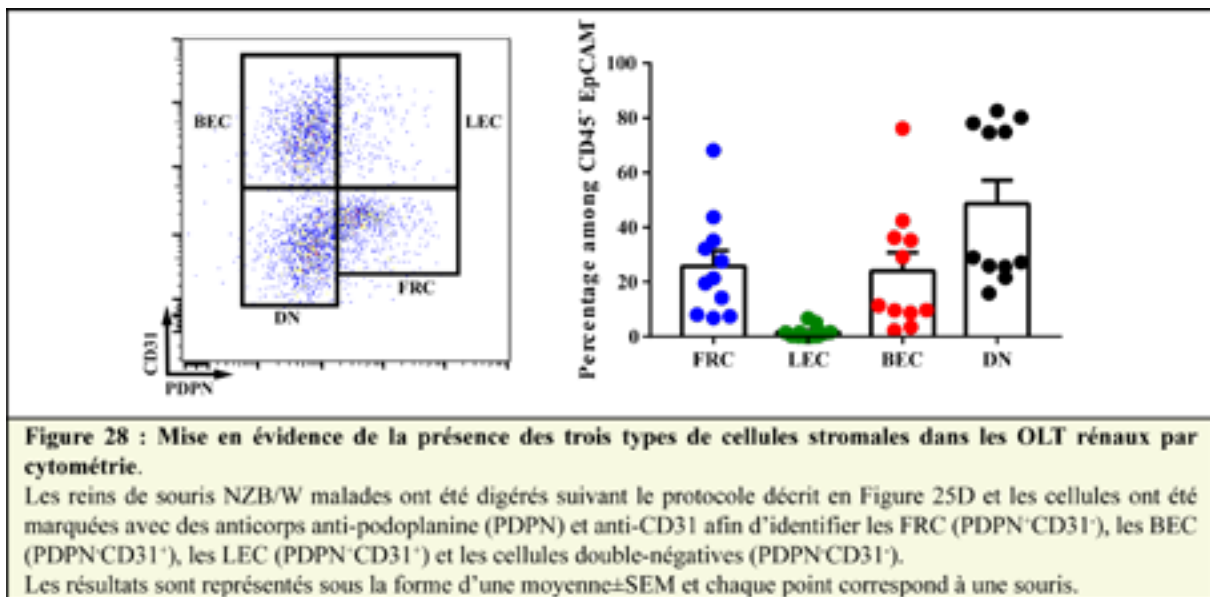 BEC
LEC
FRC
DN
CD31
PDPN
Percentage among CD45⁻ EpCAM⁻
100
80
60
40
20
0
FRC
LEC
BEC
DN
Figure 28 : Mise en évidence de la présence des trois types de cellules stromales dans les OLT rénaux par
cytométrie.
Les reins de souris NZB/W malades ont été digérés suivant le protocole décrit en Figure 25D et les cellules ont été
marquées avec des anticorps anti-podoplanine (PDPN) et anti-CD31 afin d’identifier les FRC (PDPN⁺CD31⁻), les BEC
(PDPN⁻CD31⁺), les LEC (PDPN⁺CD31⁺) et les cellules double-négatives (PDPN⁻CD31⁻).
Les résultats sont représentés sous la forme d’une moyenne±SEM et chaque point correspond à une souris.